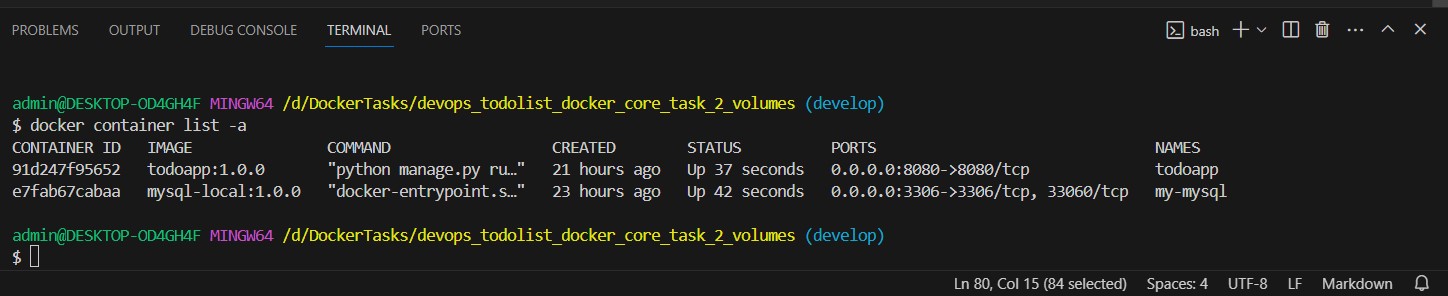 PROBLEMS OUTPUT DEBUG CONSOLE TERMINAL PORTS bash
admin@DESKTOP-OD4GH4F MINGW64 /d/DockerTasks/devops_todolist_docker_core_task_2_volumes (develop)
$ docker container list -a
CONTAINER ID IMAGE COMMAND CREATED STATUS PORTS NAMES
91d247f95652 todoapp:1.0.0 "python manage.py ru…" 21 hours ago Up 37 seconds 0.0.0.0:8080->8080/tcp todoapp
e7fab67cabaa mysql-local:1.0.0 "docker-entrypoint.s…" 23 hours ago Up 42 seconds 0.0.0.0:3306->3306/tcp, 33060/tcp my-mysql
admin@DESKTOP-OD4GH4F MINGW64 /d/DockerTasks/devops_todolist_docker_core_task_2_volumes (develop)
$
Ln 80, Col 15 (84 selected) Spaces: 4 UTF-8 LF Markdown